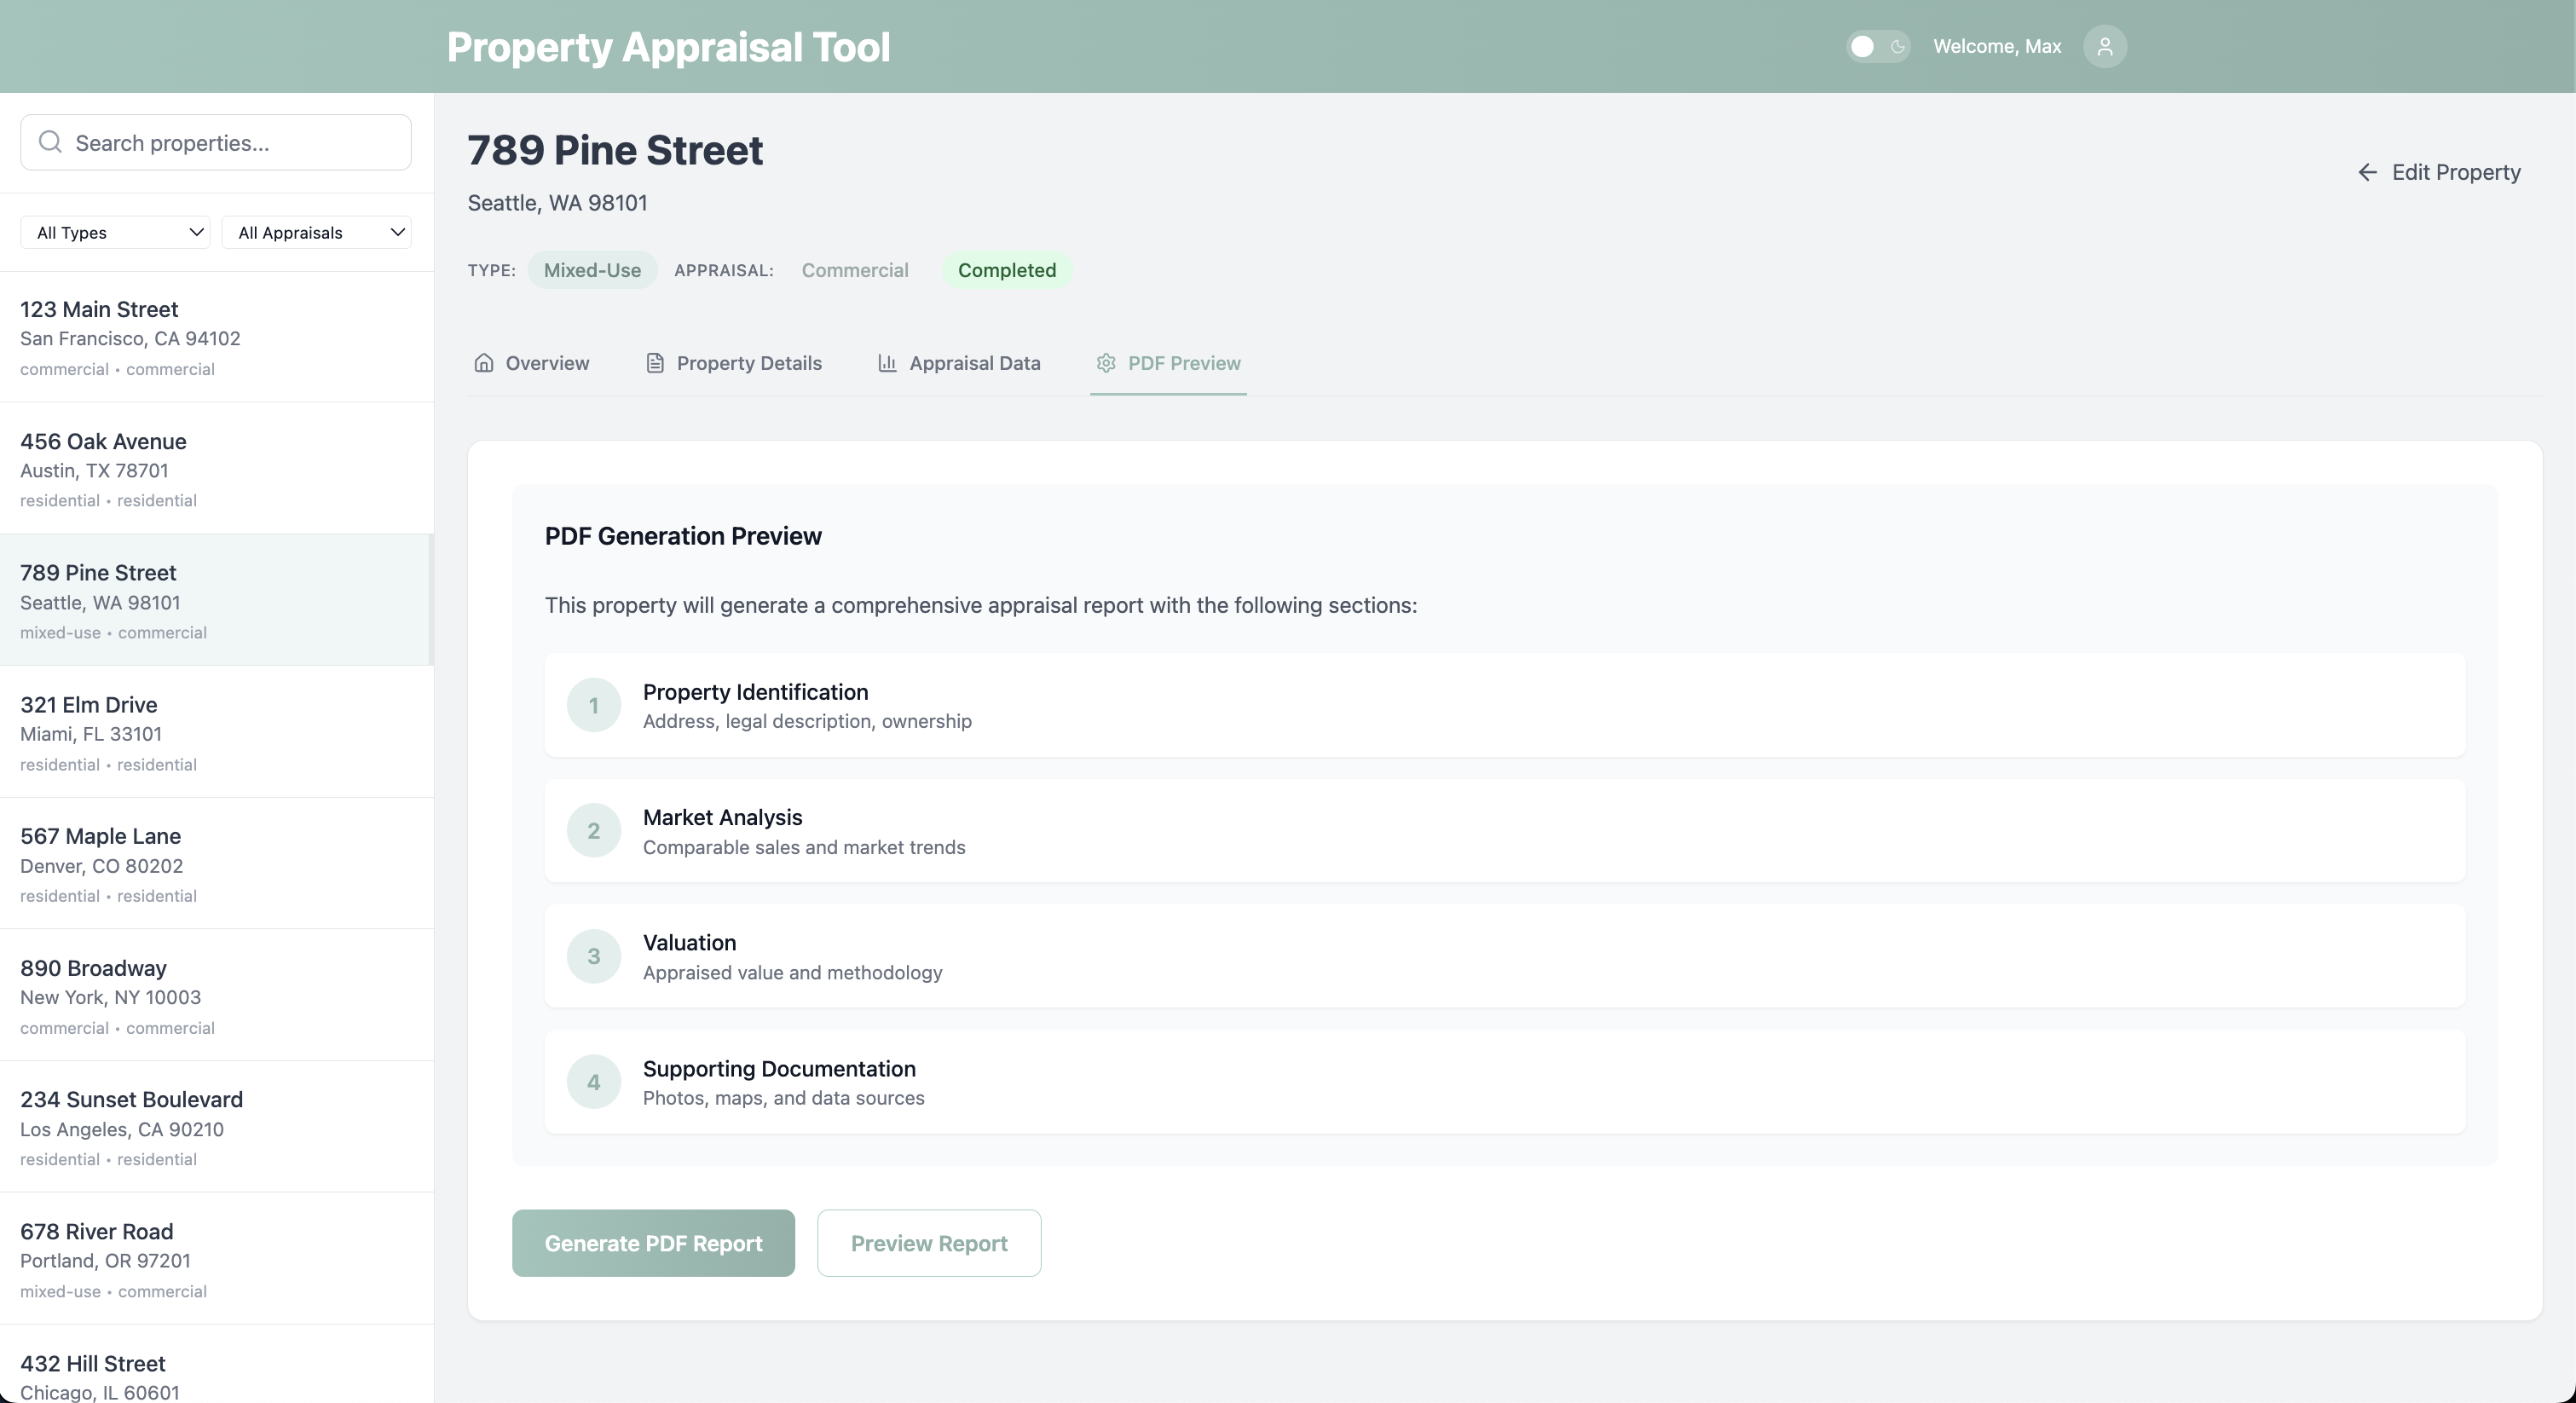 Property Appraisal Tool
Welcome, Max
Search properties...
All Types
All Appraisals
123 Main Street
San Francisco, CA 94102
commercial • commercial
456 Oak Avenue
Austin, TX 78701
residential • residential
789 Pine Street
Seattle, WA 98101
mixed-use • commercial
321 Elm Drive
Miami, FL 33101
residential • residential
567 Maple Lane
Denver, CO 80202
residential • residential
890 Broadway
New York, NY 10003
commercial • commercial
234 Sunset Boulevard
Los Angeles, CA 90210
residential • residential
678 River Road
Portland, OR 97201
mixed-use • commercial
432 Hill Street
Chicago, IL 60601
789 Pine Street
Seattle, WA 98101
Edit Property
TYPE: Mixed-Use APPRAISAL: Commercial Completed
Overview
Property Details
Appraisal Data
PDF Preview
PDF Generation Preview
This property will generate a comprehensive appraisal report with the following sections:
1
Property Identification
Address, legal description, ownership
2
Market Analysis
Comparable sales and market trends
3
Valuation
Appraised value and methodology
4
Supporting Documentation
Photos, maps, and data sources
Generate PDF Report
Preview Report